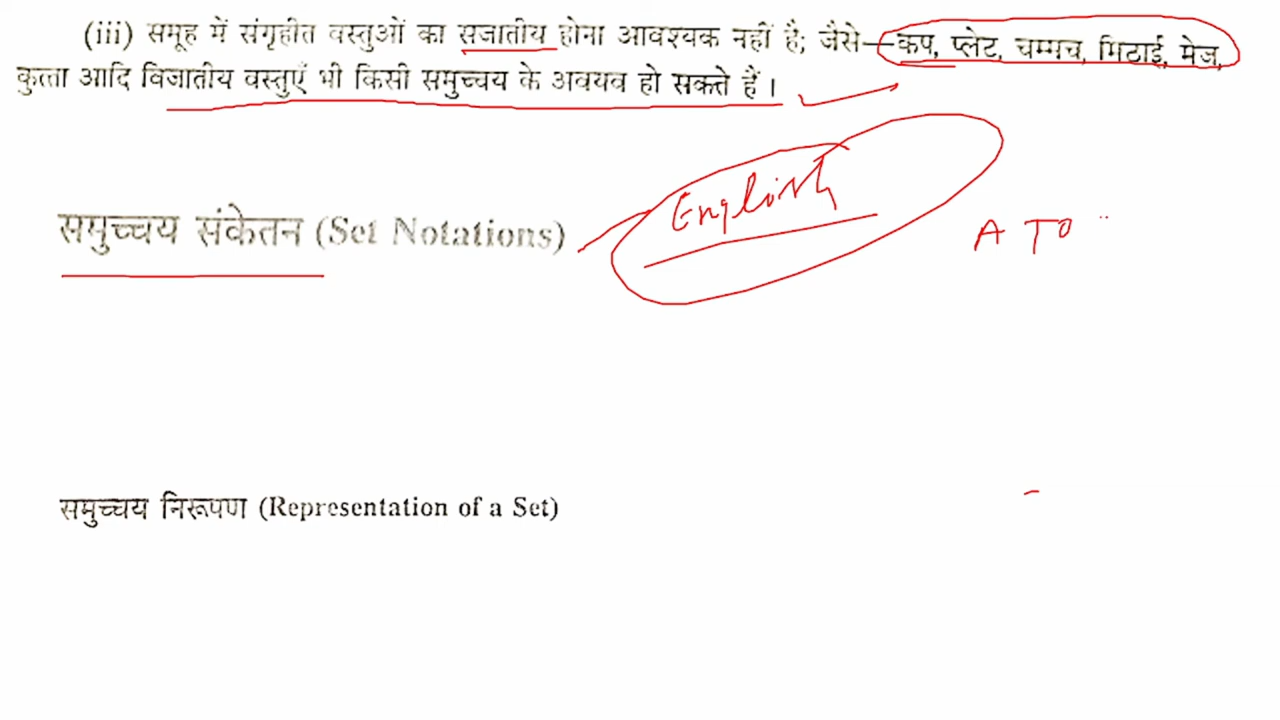 (iii) समूह में संगृहीत वस्तुओं का सजातीय होना आवश्यक नहीं है; जैसे—कप, प्लेट, चम्मच, मिठाई, मेज,
कुत्ता आदि विजातीय वस्तुएँ भी किसी समुच्चय के अवयव हो सकते हैं।
समुच्चय संकेतन (Set Notations) English A TO
समुच्चय निरूपण (Representation of a Set)